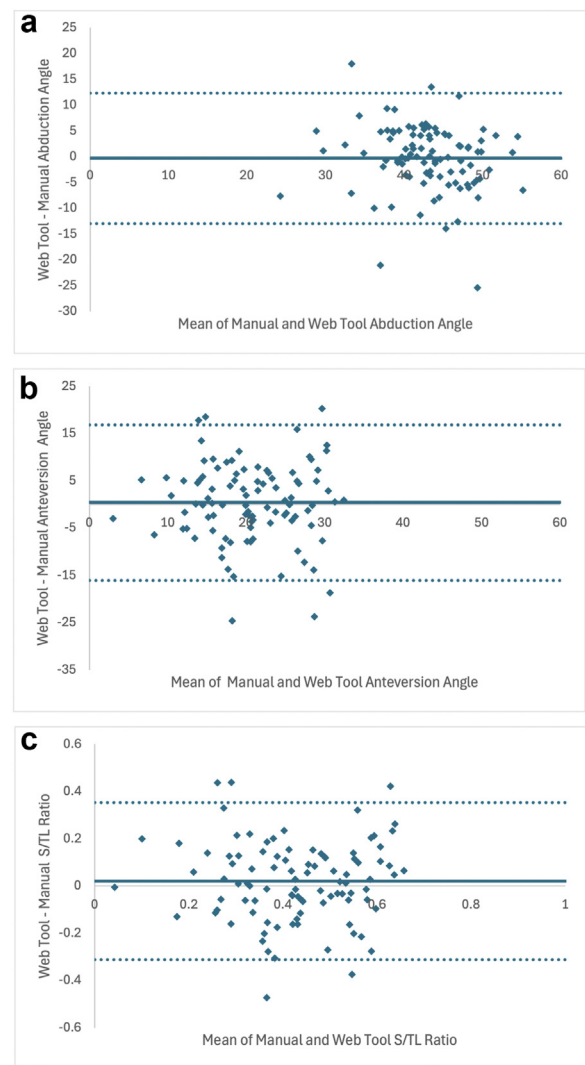 a
25
20
15
10
5
0
-5
-10
-15
-20
-25
-30
0 10 20 30 40 50 60
Web Tool - Manual Abduction Angle
Mean of Manual and Web Tool Abduction Angle
b
25
15
5
-5
-15
-25
-35
0 10 20 30 40 50 60
Web Tool - Manual Anteversion Angle
Mean of Manual and Web Tool Anteversion Angle
c
0.6
0.4
0.2
0
-0.2
-0.4
-0.6
0 0.2 0.4 0.6 0.8 1
Web Tool - Manual S/TL Ratio
Mean of Manual and Web Tool S/TL Ratio